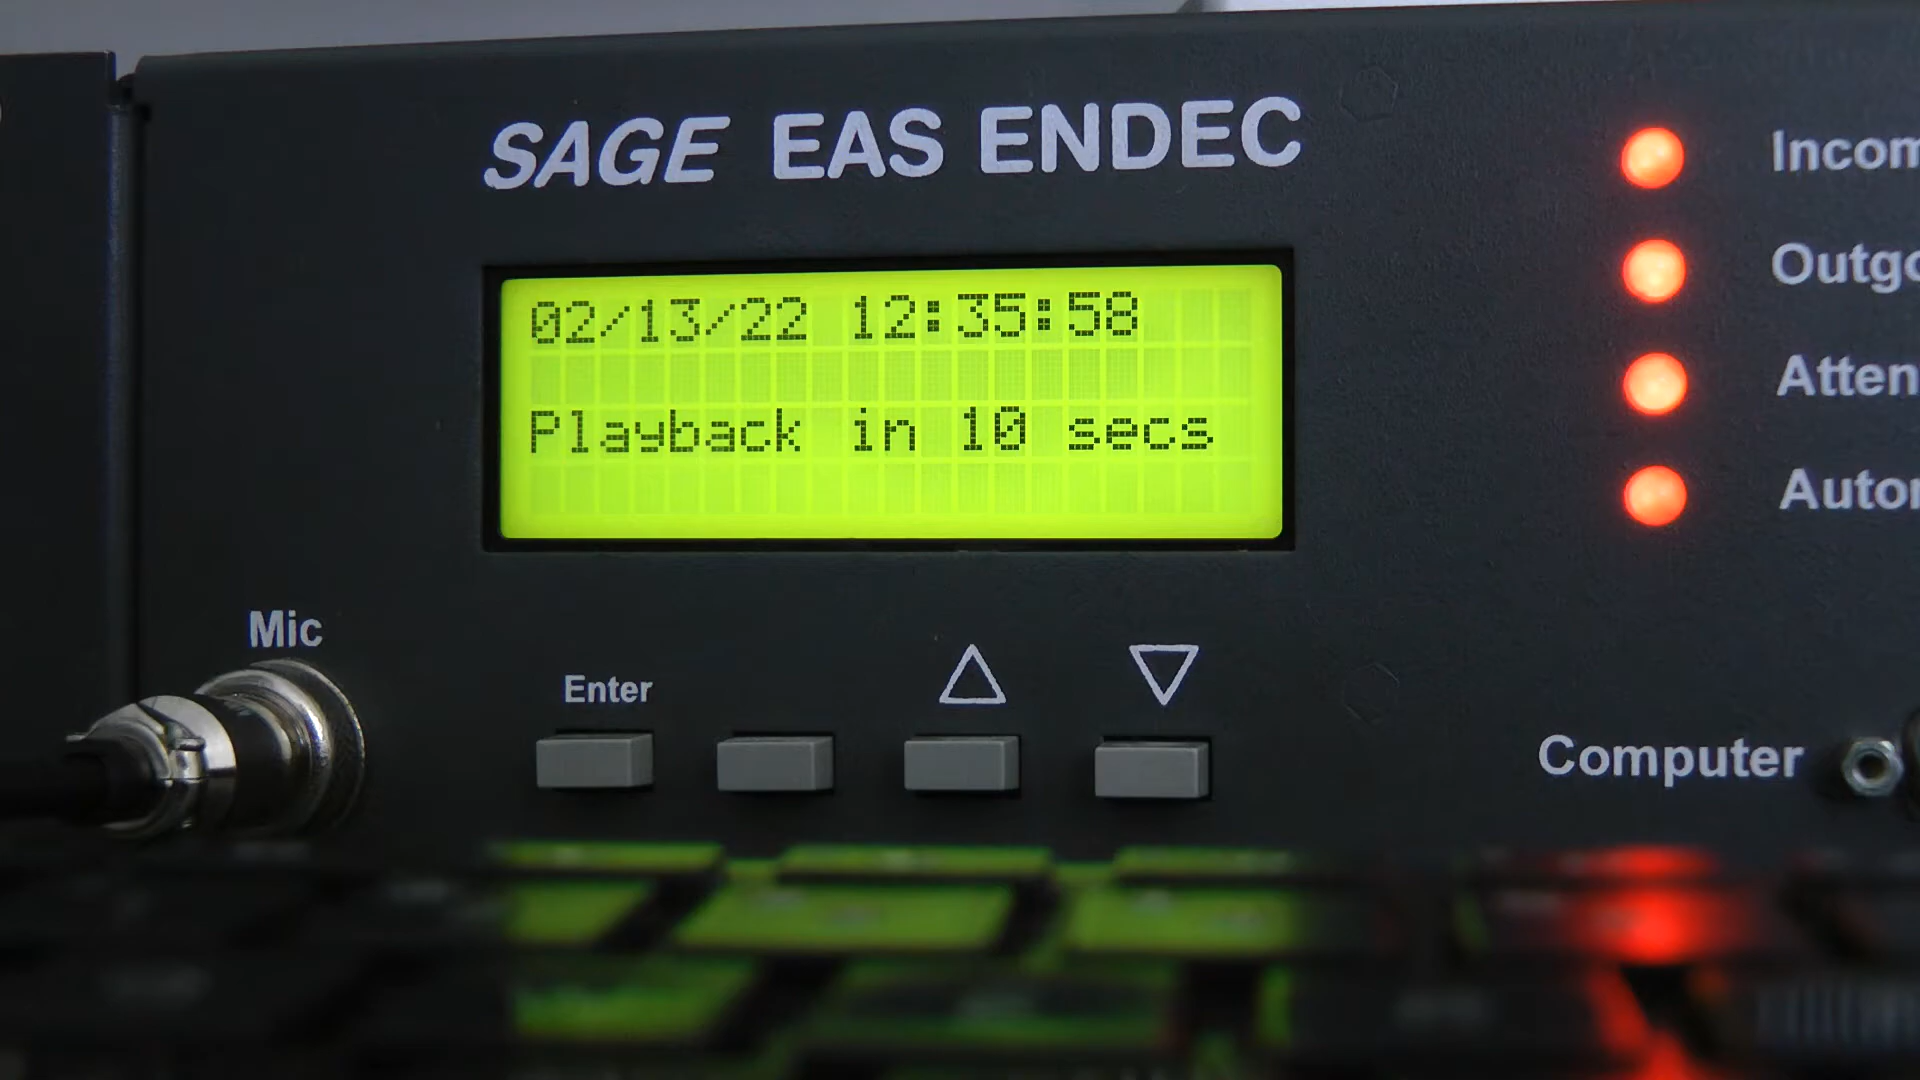 SAGE EAS ENDEC
02/13/22 12:35:58
Playback in 10 secs
Incom
Outgo
Atten
Autom
Mic
Enter
Computer